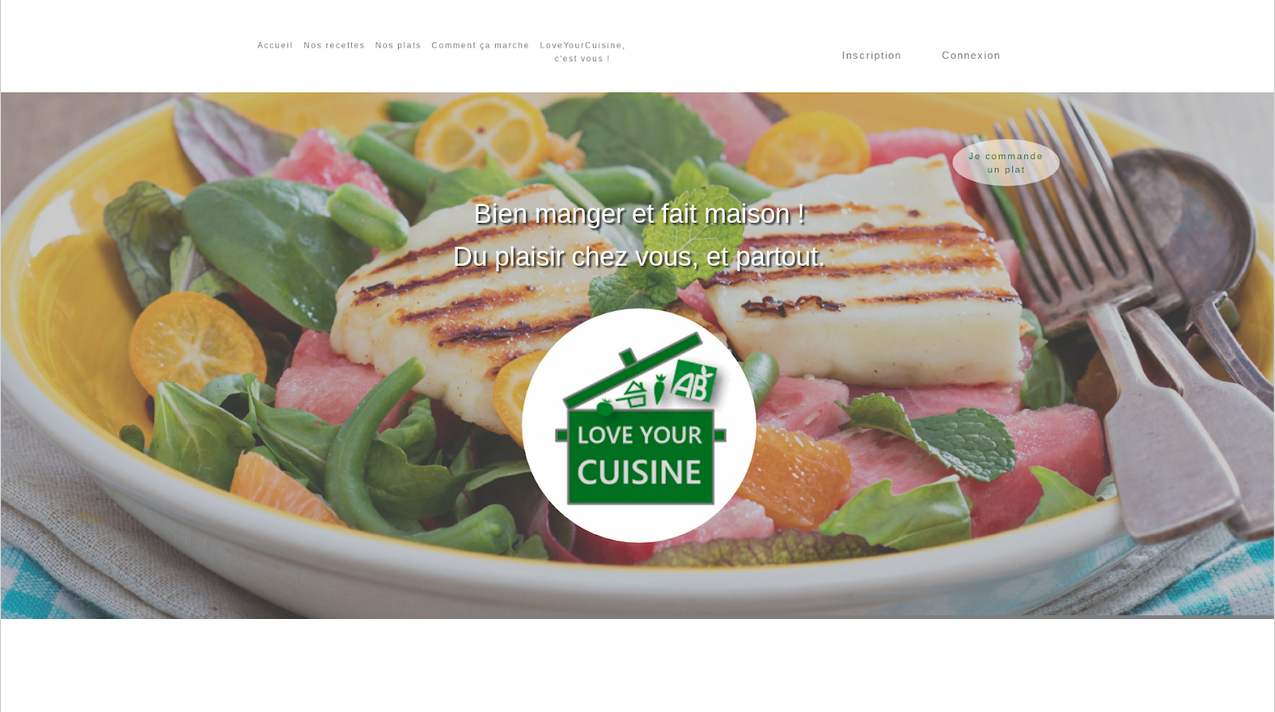 Accueil Nos recettes Nos plats Comment ça marche LoveYourCuisine,
c'est vous !
Inscription Connexion
Je commande
un plat
Bien manger et fait maison !
Du plaisir chez vous, et partout.
AB
LOVE YOUR
CUISINE